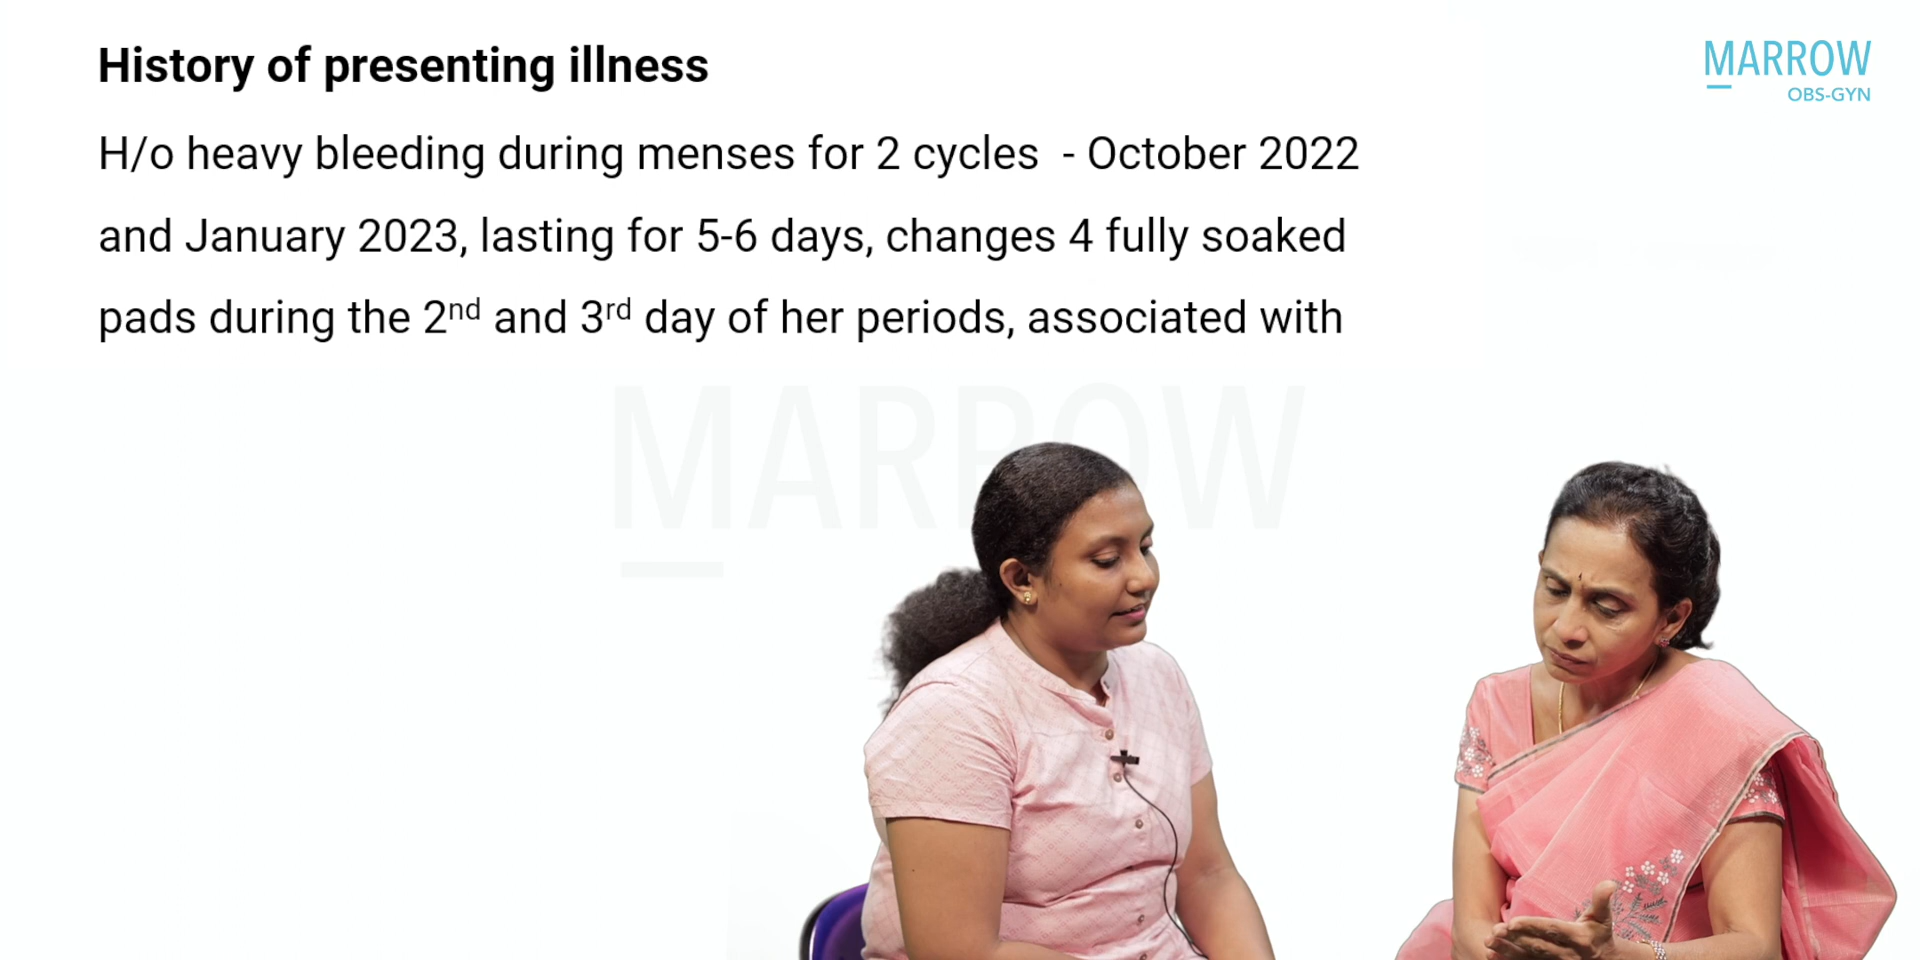 History of presenting illness
MARROW
OBS-GYN
H/o heavy bleeding during menses for 2 cycles - October 2022
and January 2023, lasting for 5-6 days, changes 4 fully soaked
pads during the 2nd and 3rd day of her periods, associated with
MARROW